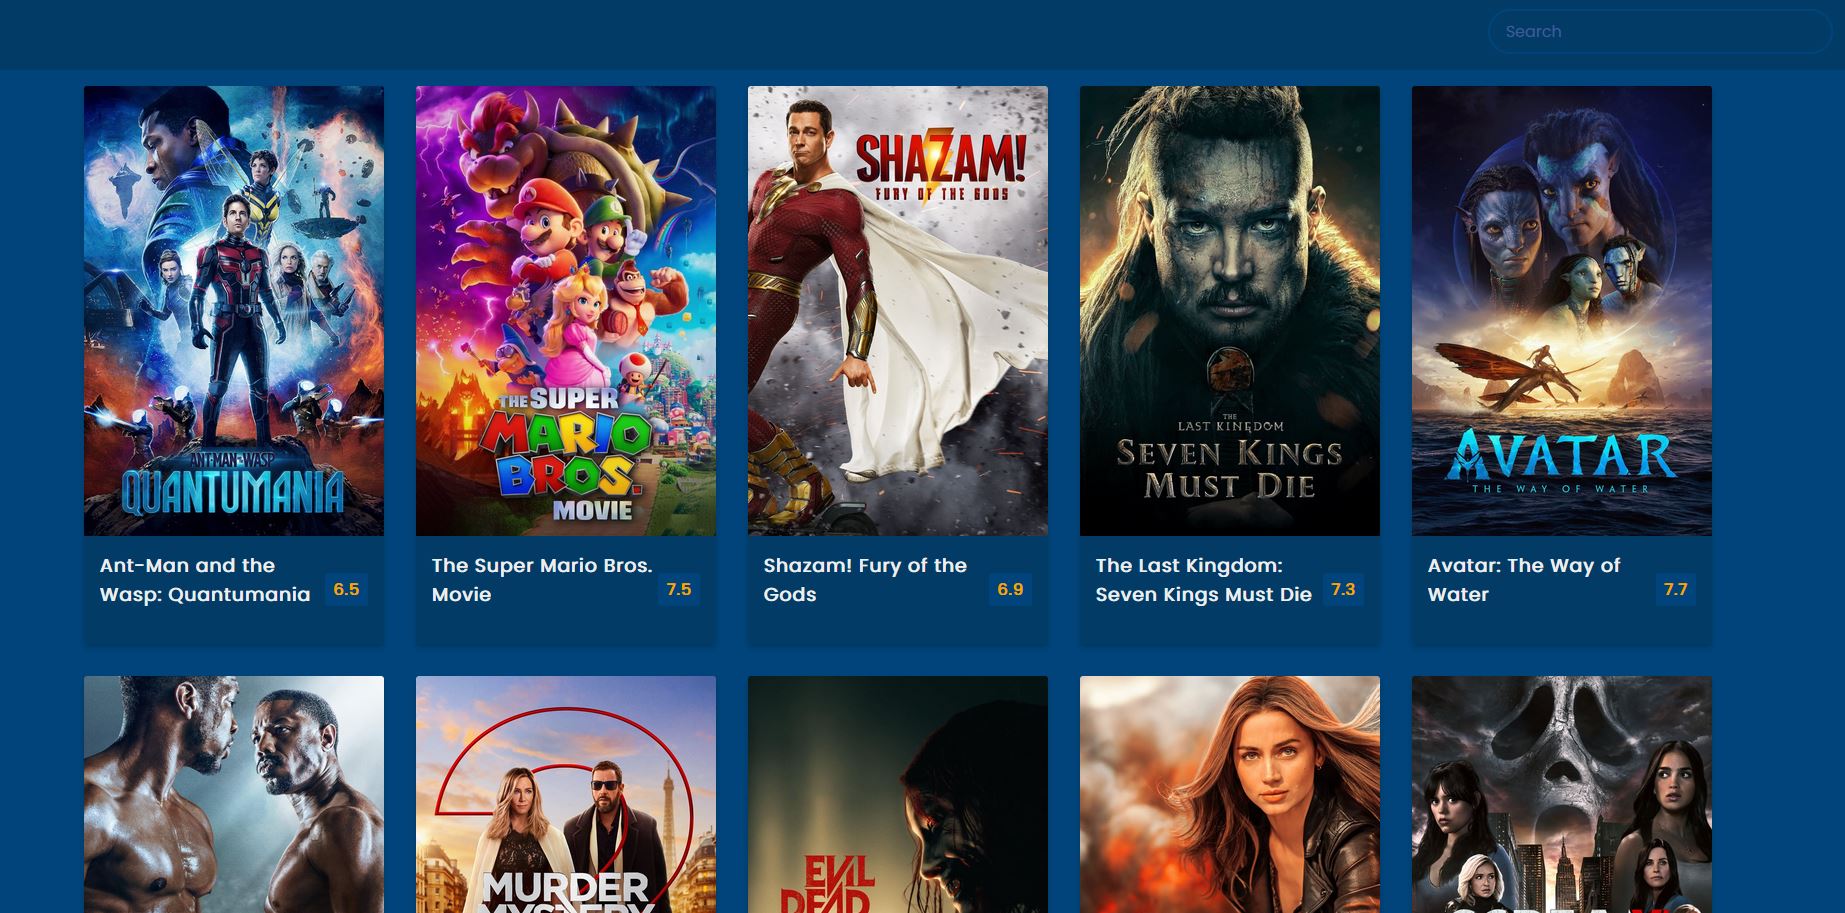 Search
ANT-MAN AND THE WASP
QUANTUMANIA
THE SUPER
MARIO
BROS.
MOVIE
SHAZAM!
FURY OF THE GODS
THE
LAST KINGDOM
SEVEN KINGS
MUST DIE
AVATAR
THE WAY OF WATER
Ant-Man and the
Wasp: Quantumania
6.5
The Super Mario Bros.
Movie
7.5
Shazam! Fury of the
Gods
6.9
The Last Kingdom:
Seven Kings Must Die
7.3
Avatar: The Way of
Water
7.7
MURDER
MYSTERY
EVIL
DEAD